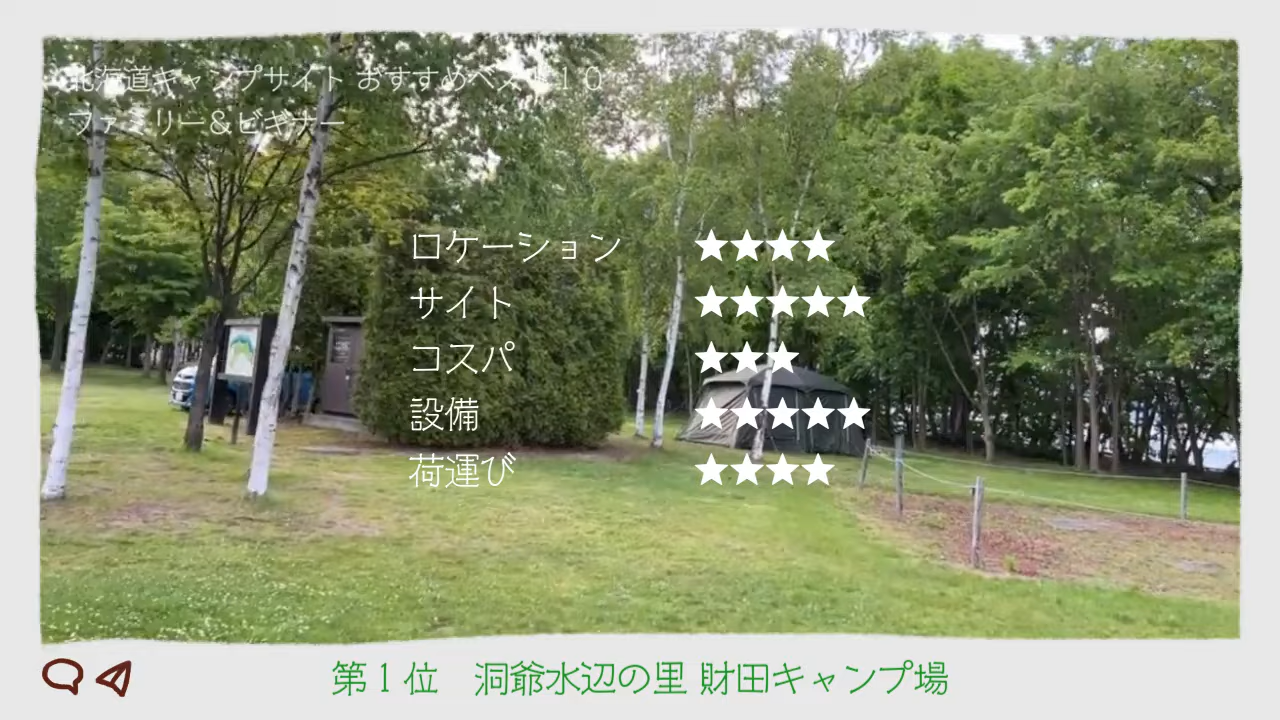 北海道キャンプサイト おすすめベスト１０
ファミリー＆ビギナー
ロケーション ★★★★
サイト ★★★★★
コスパ ★★★
設備 ★★★★★
荷運び ★★★★
第１位　洞爺水辺の里 財田キャンプ場